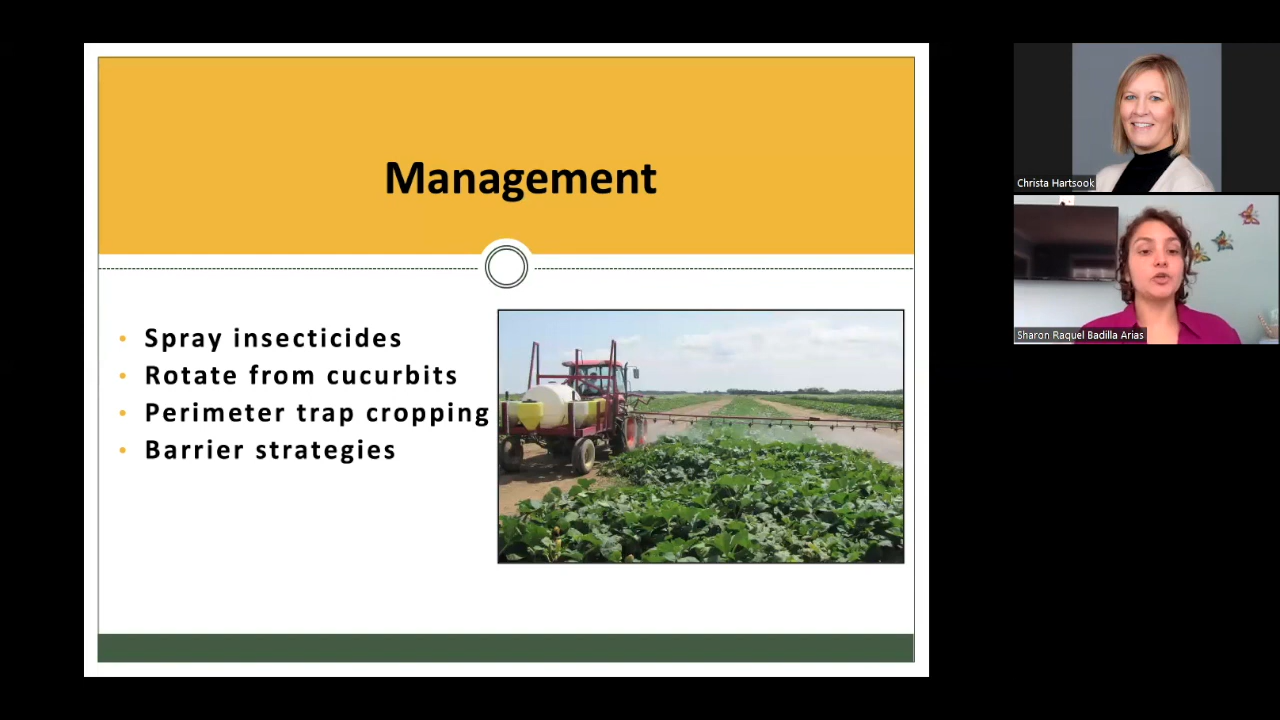 Management
Spray insecticides
Rotate from cucurbits
Perimeter trap cropping
Barrier strategies
Christa Hartsook
Sharon Raquel Badilla Arias